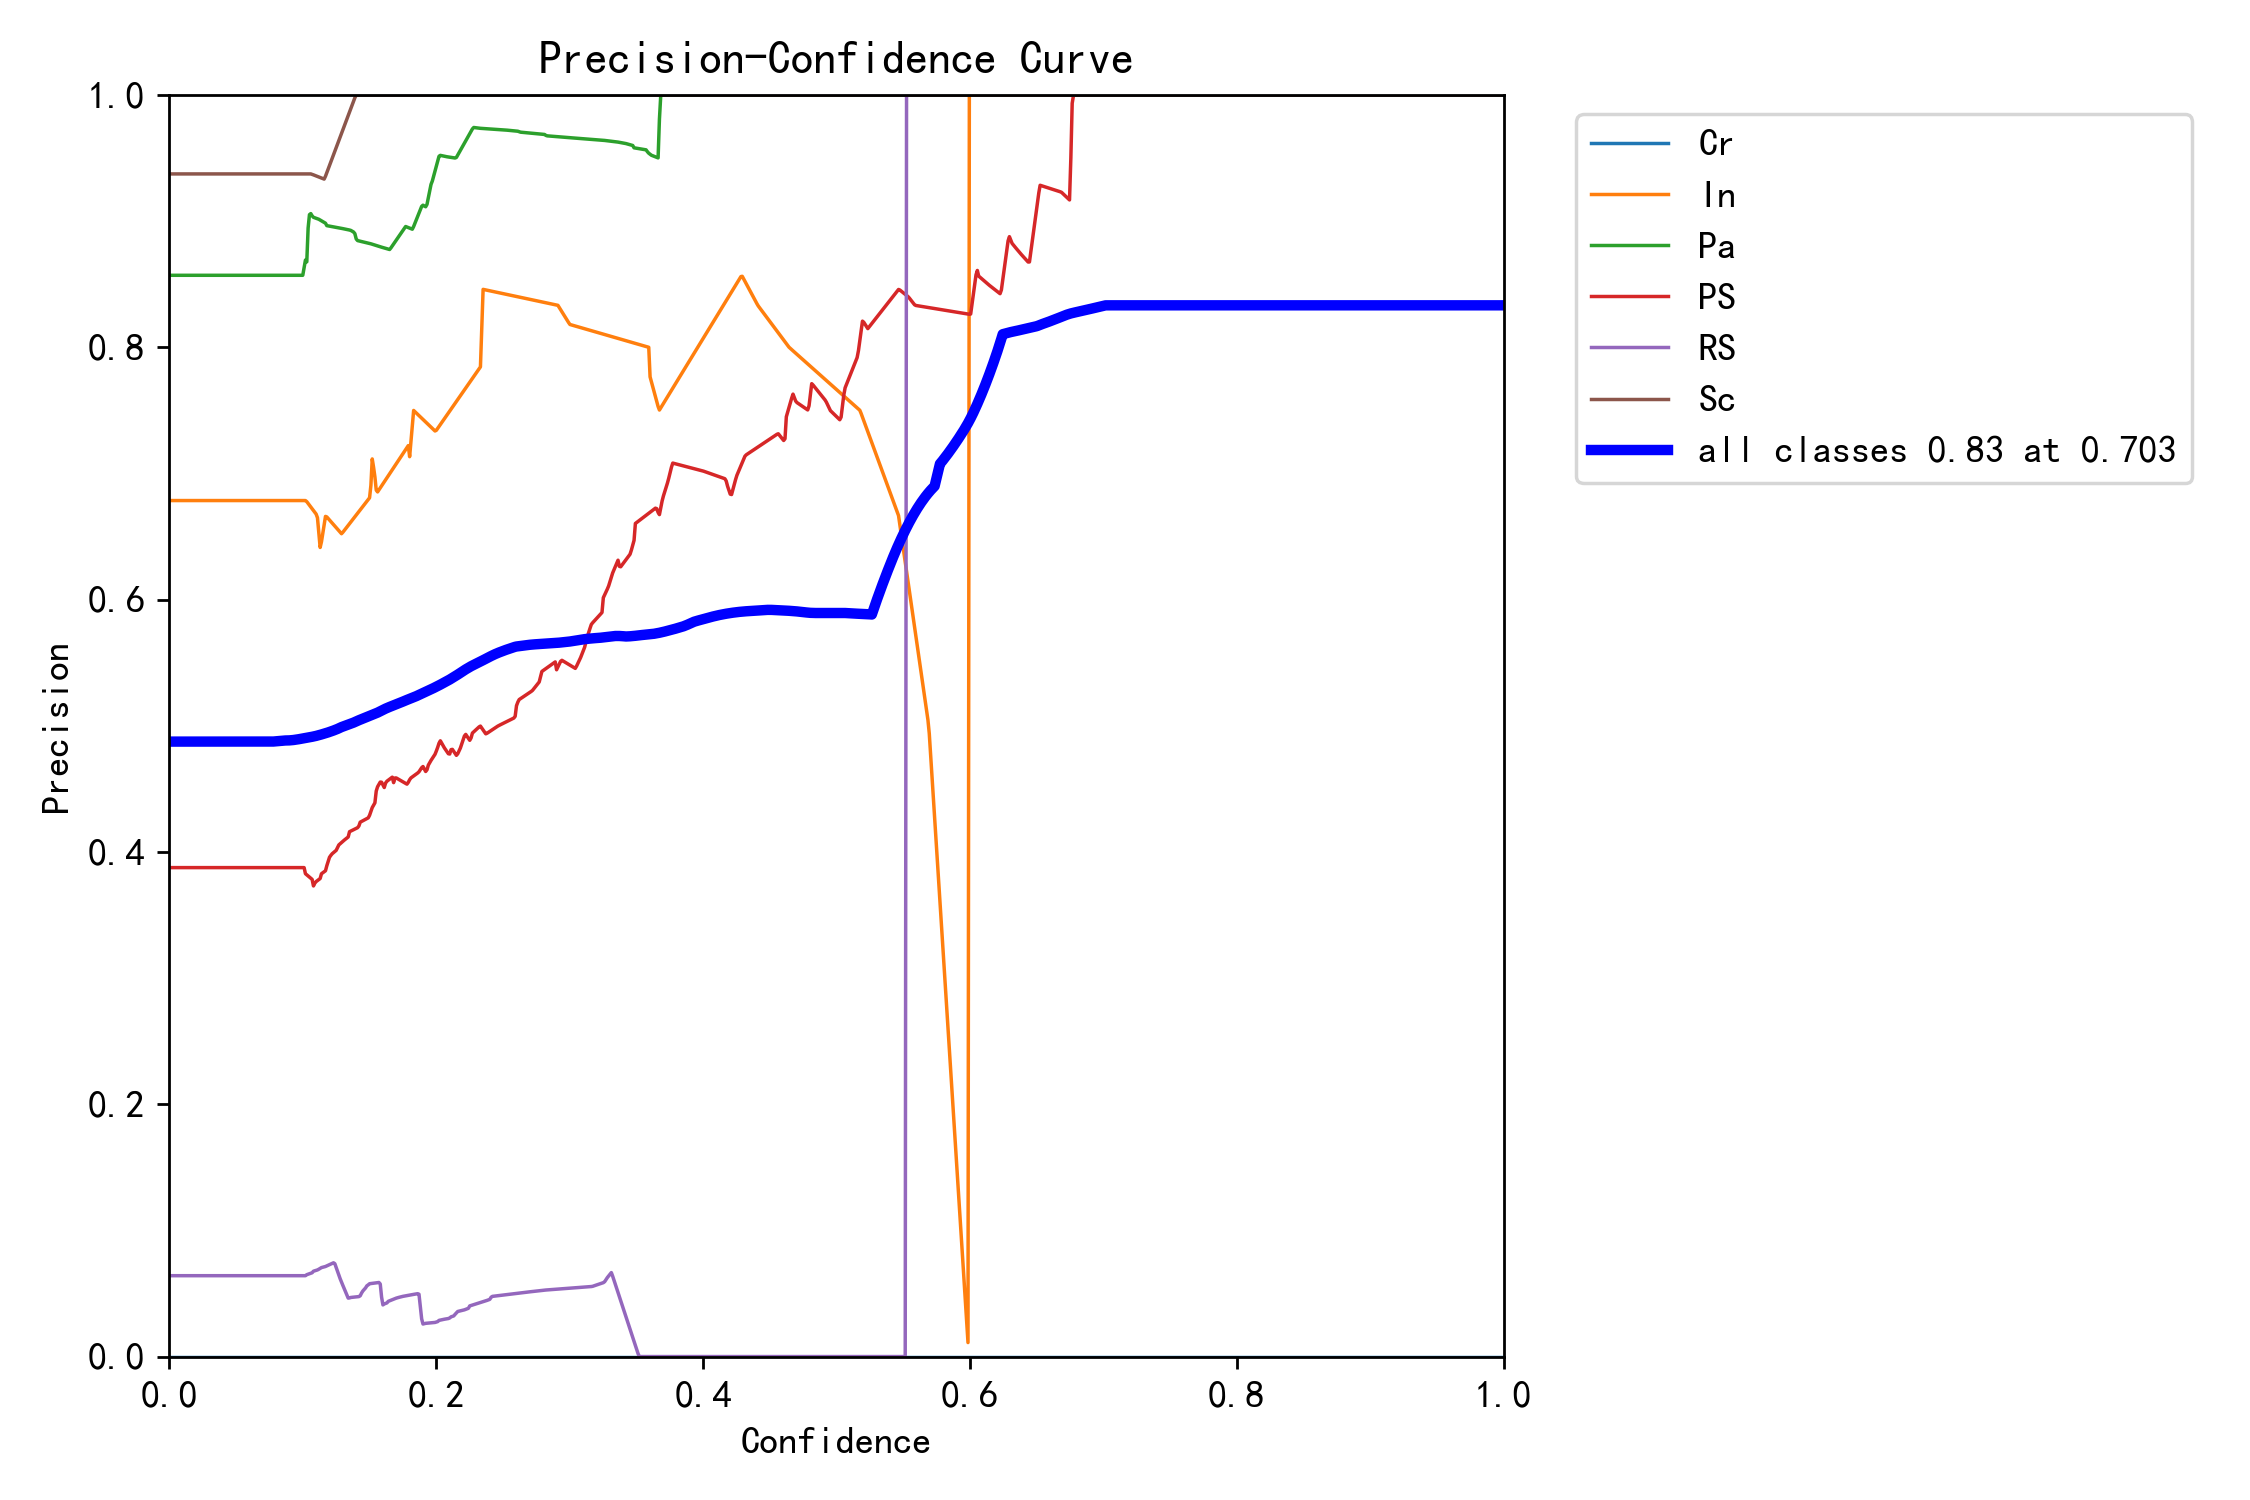 Precision-Confidence Curve
1.0
0.8
0.6
0.4
0.2
0.0
Precision
0.0 0.2 0.4 0.6 0.8 1.0
Confidence
Cr
In
Pa
PS
RS
Sc
all classes 0.83 at 0.703